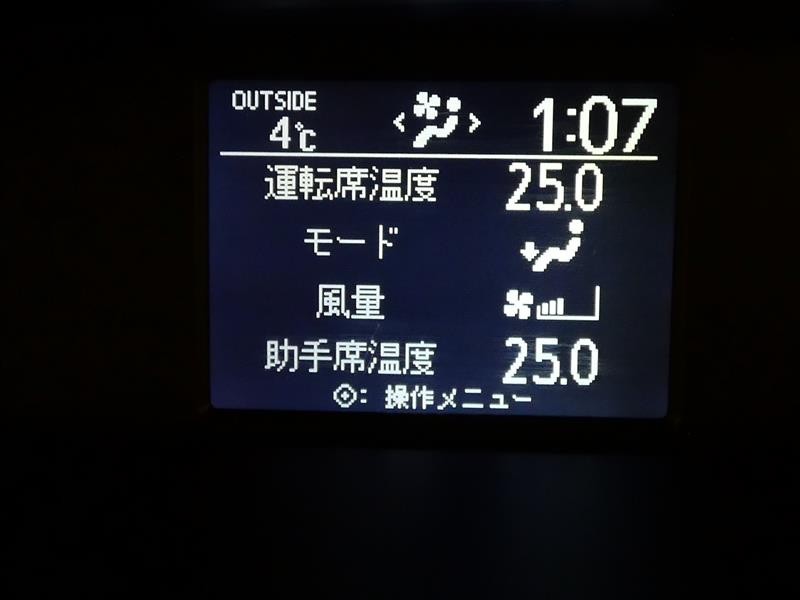 OUTSIDE
4℃
1:07
運転席温度 25.0
モード
風量
助手席温度 25.0
: 操作メニュー